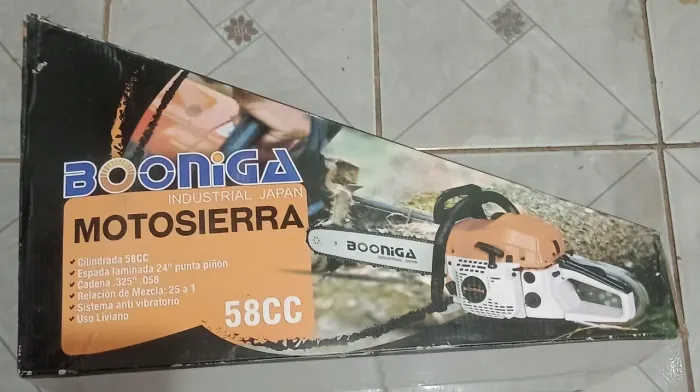 BOONiGA
INDUSTRIAL JAPAN
MOTOSIERRA
Cilindrada 58CC
Espada laminada 24" punta piñon
Cadena .325" .058
Relación de Mezcla: 25 a 1
Sistema anti vibratorio
Uso Liviano
58CC
BOONiGA
INDUSTRIAL JAPAN